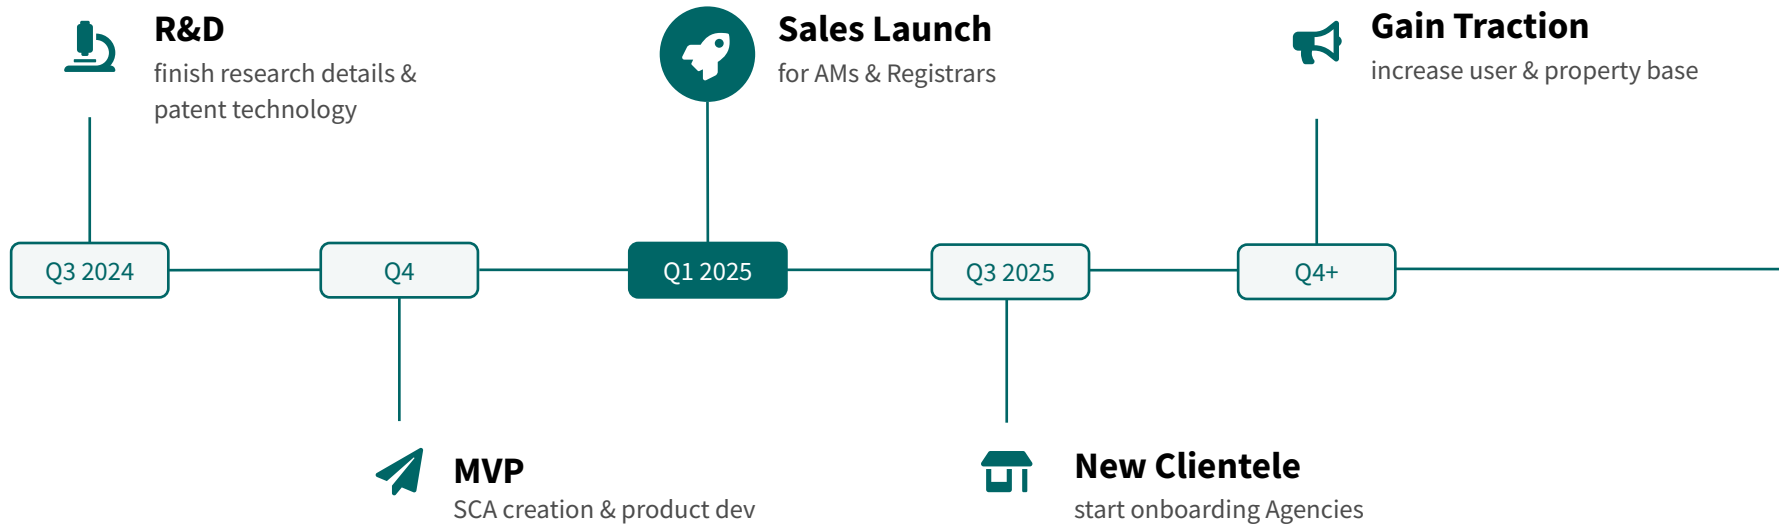 R&D
finish research details &
patent technology
Sales Launch
for AMs & Registrars
Gain Traction
increase user & property base
Q3 2024
Q4
Q1 2025
Q3 2025
Q4+
MVP
SCA creation & product dev
New Clientele
start onboarding Agencies